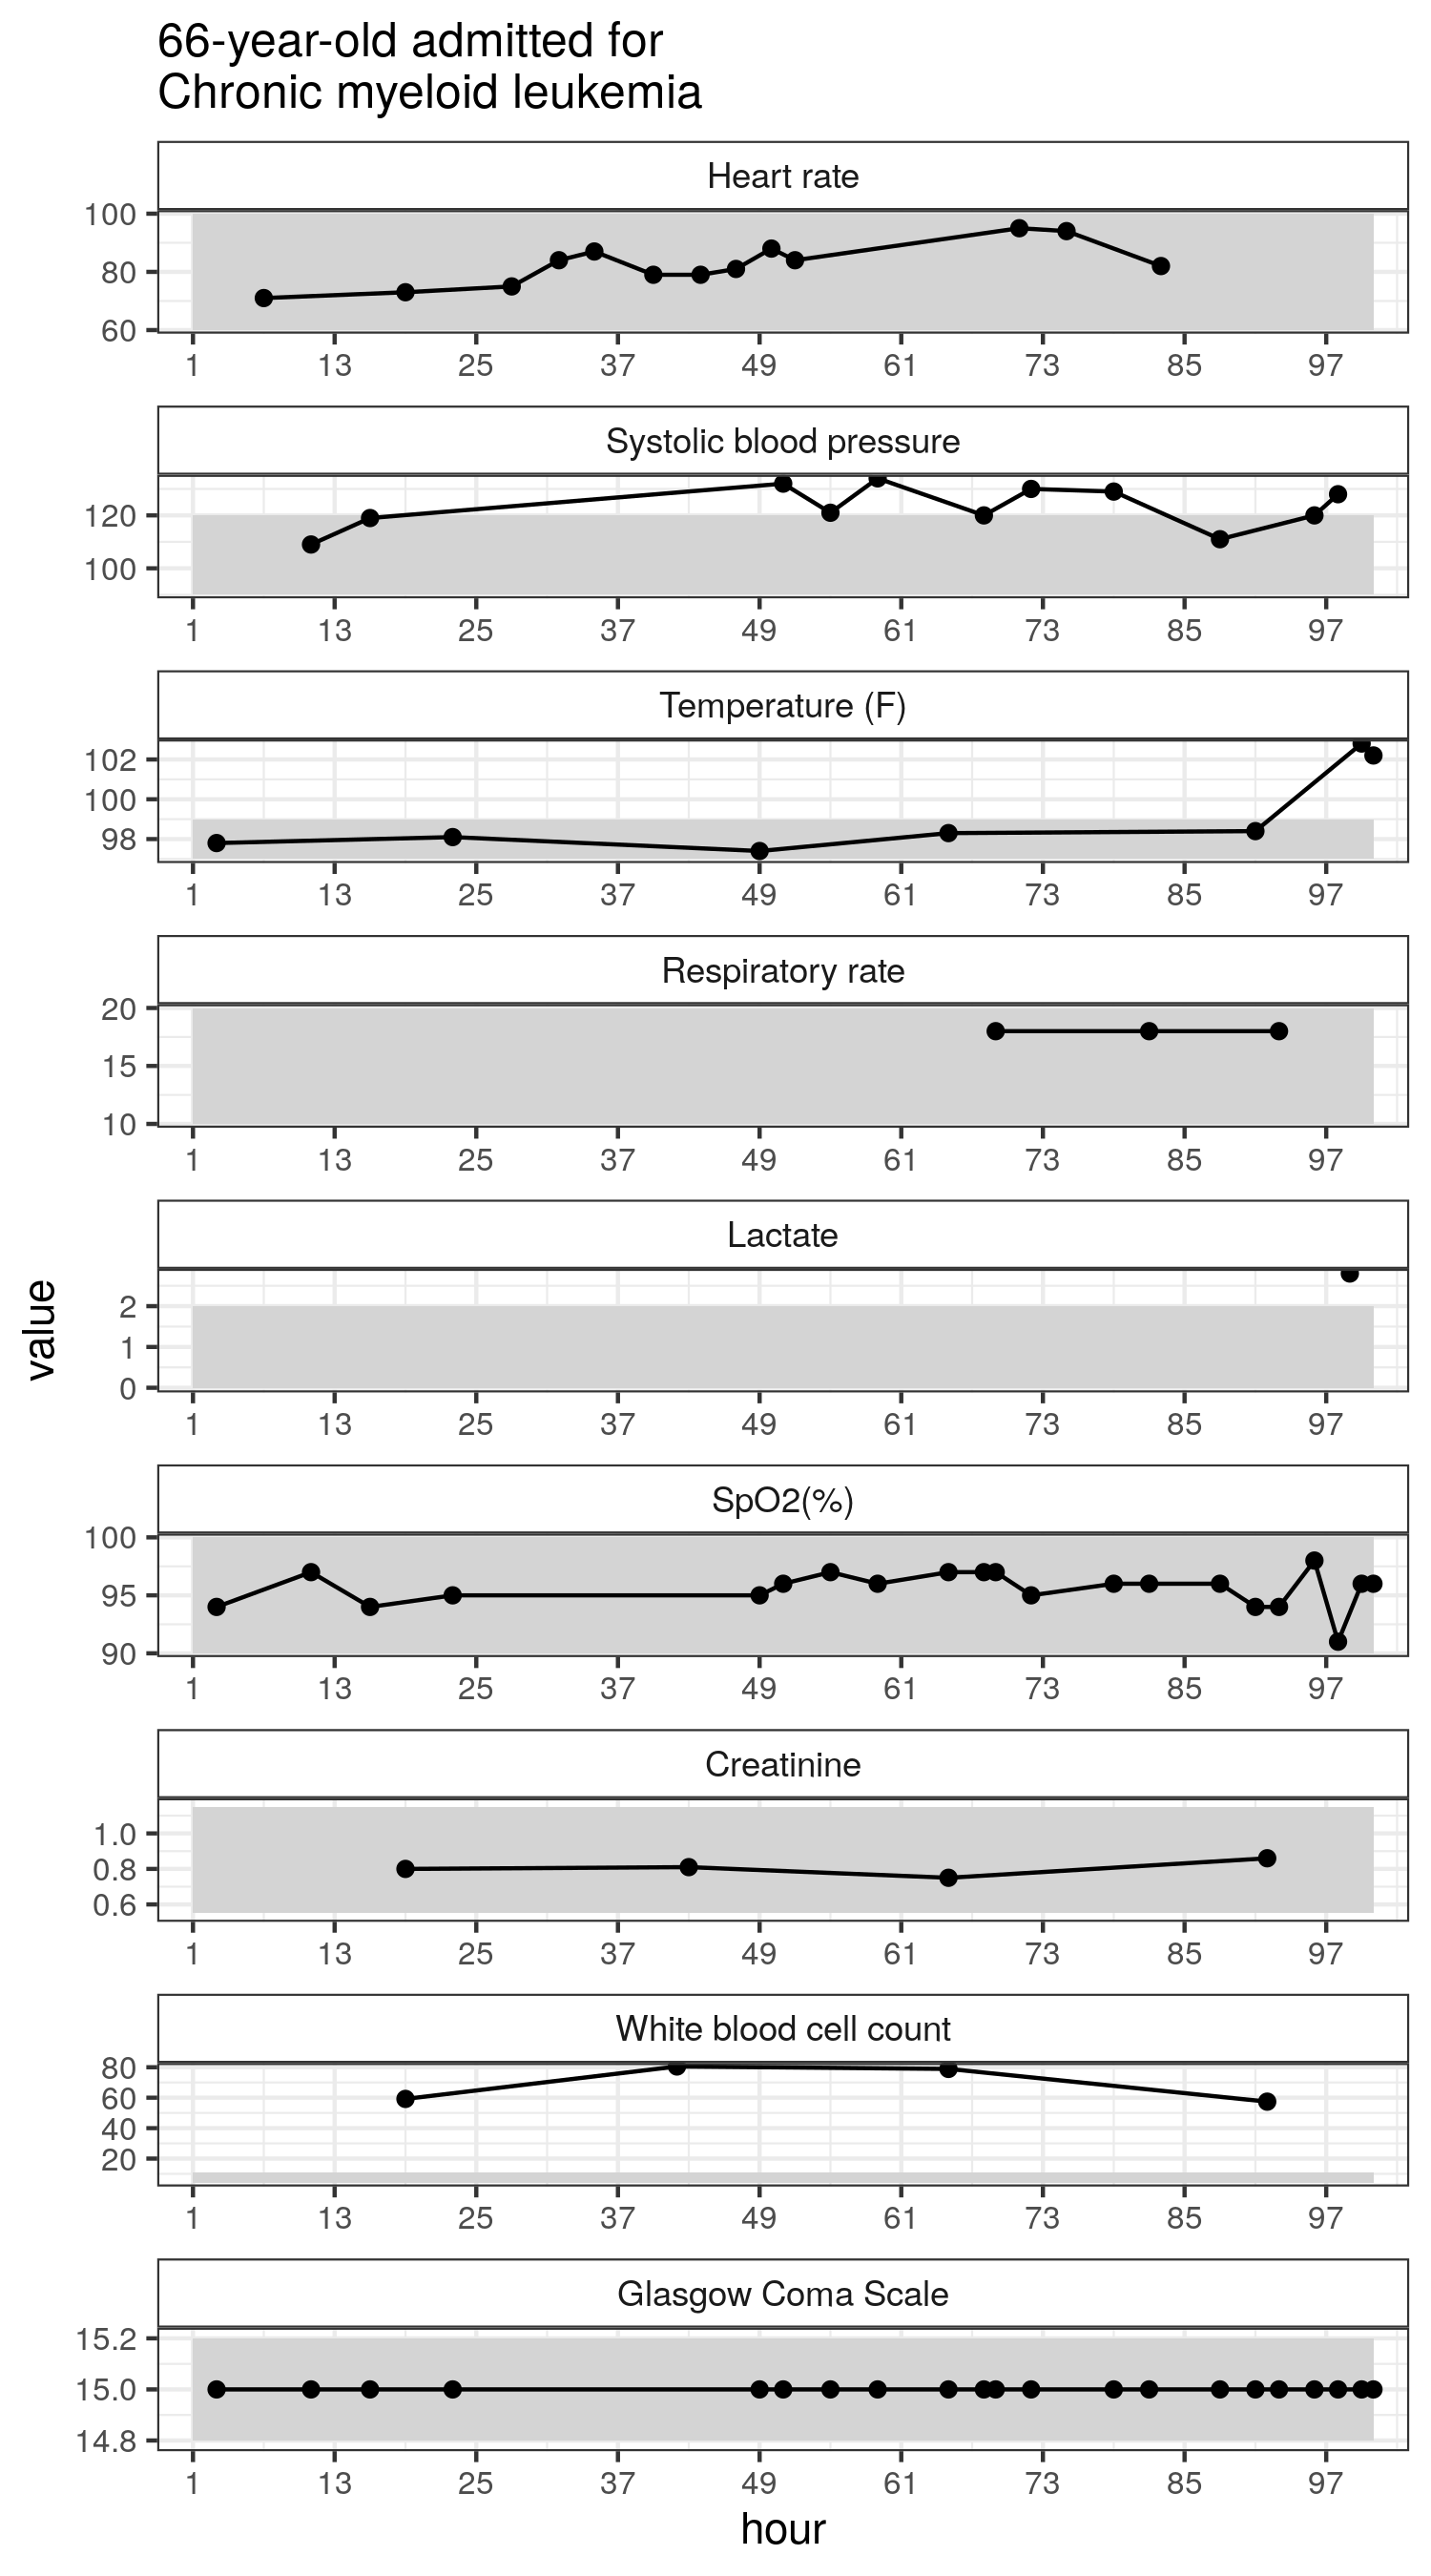 66-year-old admitted for
Chronic myeloid leukemia
Heart rate
100
80
60
1 13 25 37 49 61 73 85 97
Systolic blood pressure
120
100
1 13 25 37 49 61 73 85 97
Temperature (F)
102
100
98
1 13 25 37 49 61 73 85 97
Respiratory rate
20
15
10
1 13 25 37 49 61 73 85 97
Lactate
2
1
0
1 13 25 37 49 61 73 85 97
value
SpO2(%)
100
95
90
1 13 25 37 49 61 73 85 97
Creatinine
1.0
0.8
0.6
1 13 25 37 49 61 73 85 97
White blood cell count
80
60
40
20
1 13 25 37 49 61 73 85 97
Glasgow Coma Scale
15.2
15.0
14.8
1 13 25 37 49 61 73 85 97
hour